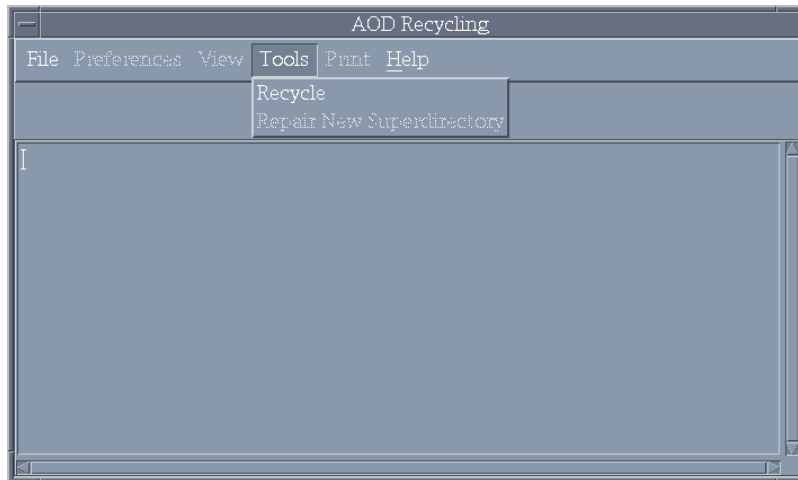 AOD Recycling
File Preferences View Tools Print Help
Recycle
Repair New Superdirectory